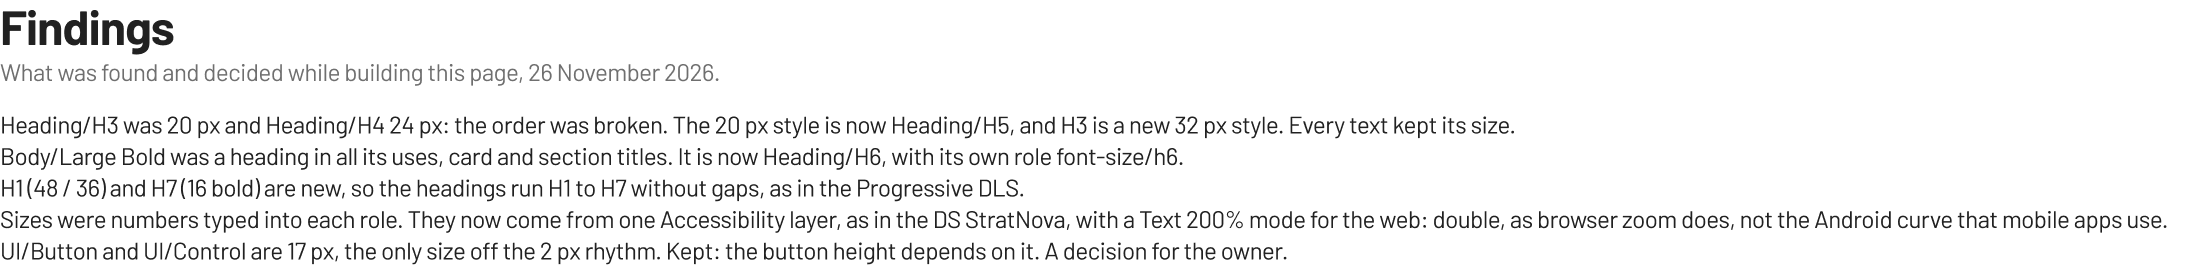 Findings
What was found and decided while building this page, 26 November 2026.
Heading/H3 was 20 px and Heading/H4 24 px: the order was broken. The 20 px style is now Heading/H5, and H3 is a new 32 px style. Every text kept its size.
Body/Large Bold was a heading in all its uses, card and section titles. It is now Heading/H6, with its own role font-size/h6.
H1 (48 / 36) and H7 (16 bold) are new, so the headings run H1 to H7 without gaps, as in the Progressive DLS.
Sizes were numbers typed into each role. They now come from one Accessibility layer, as in the DS StratNova, with a Text 200% mode for the web: double, as browser zoom does, not the Android curve that mobile apps use.
UI/Button and UI/Control are 17 px, the only size off the 2 px rhythm. Kept: the button height depends on it. A decision for the owner.